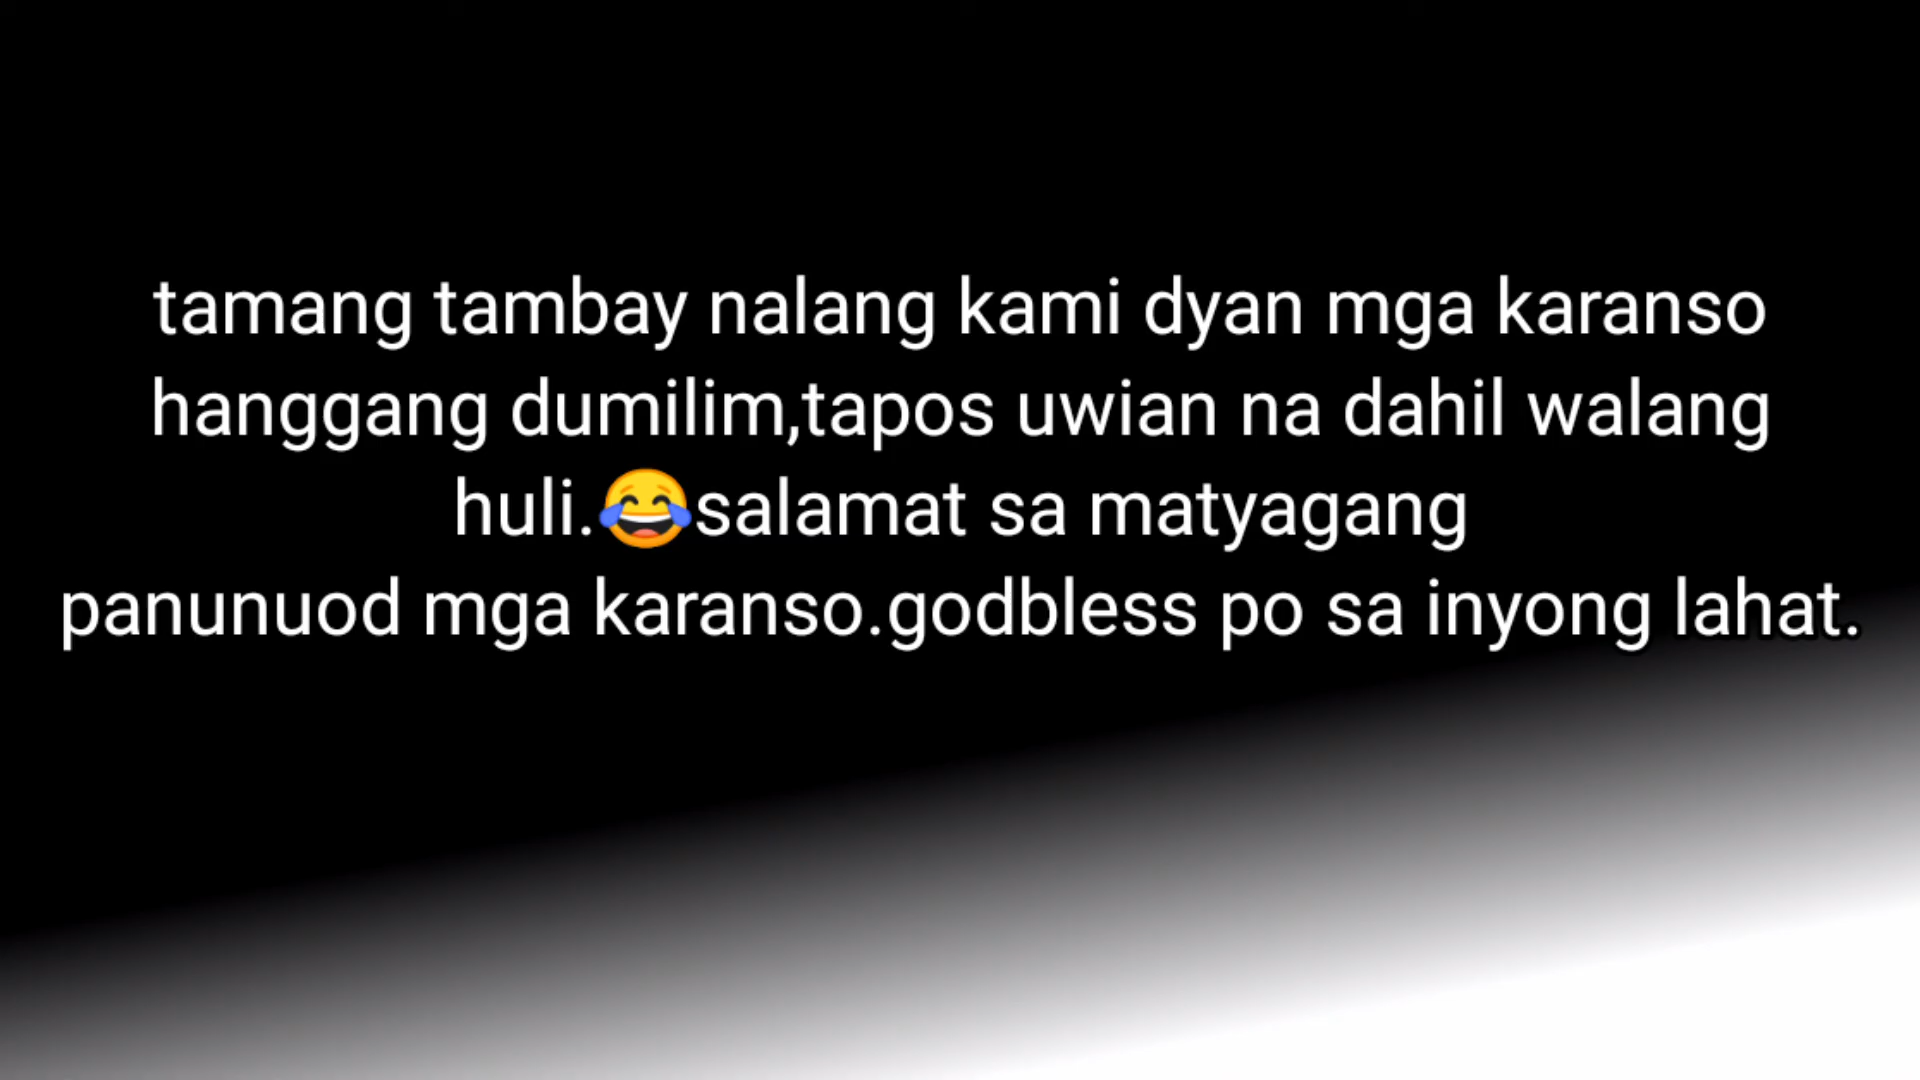 tamang tambay nalang kami dyan mga karanso
hanggang dumilim,tapos uwian na dahil walang
huli.😂salamat sa matyagang
panunuod mga karanso.godbless po sa inyong lahat.